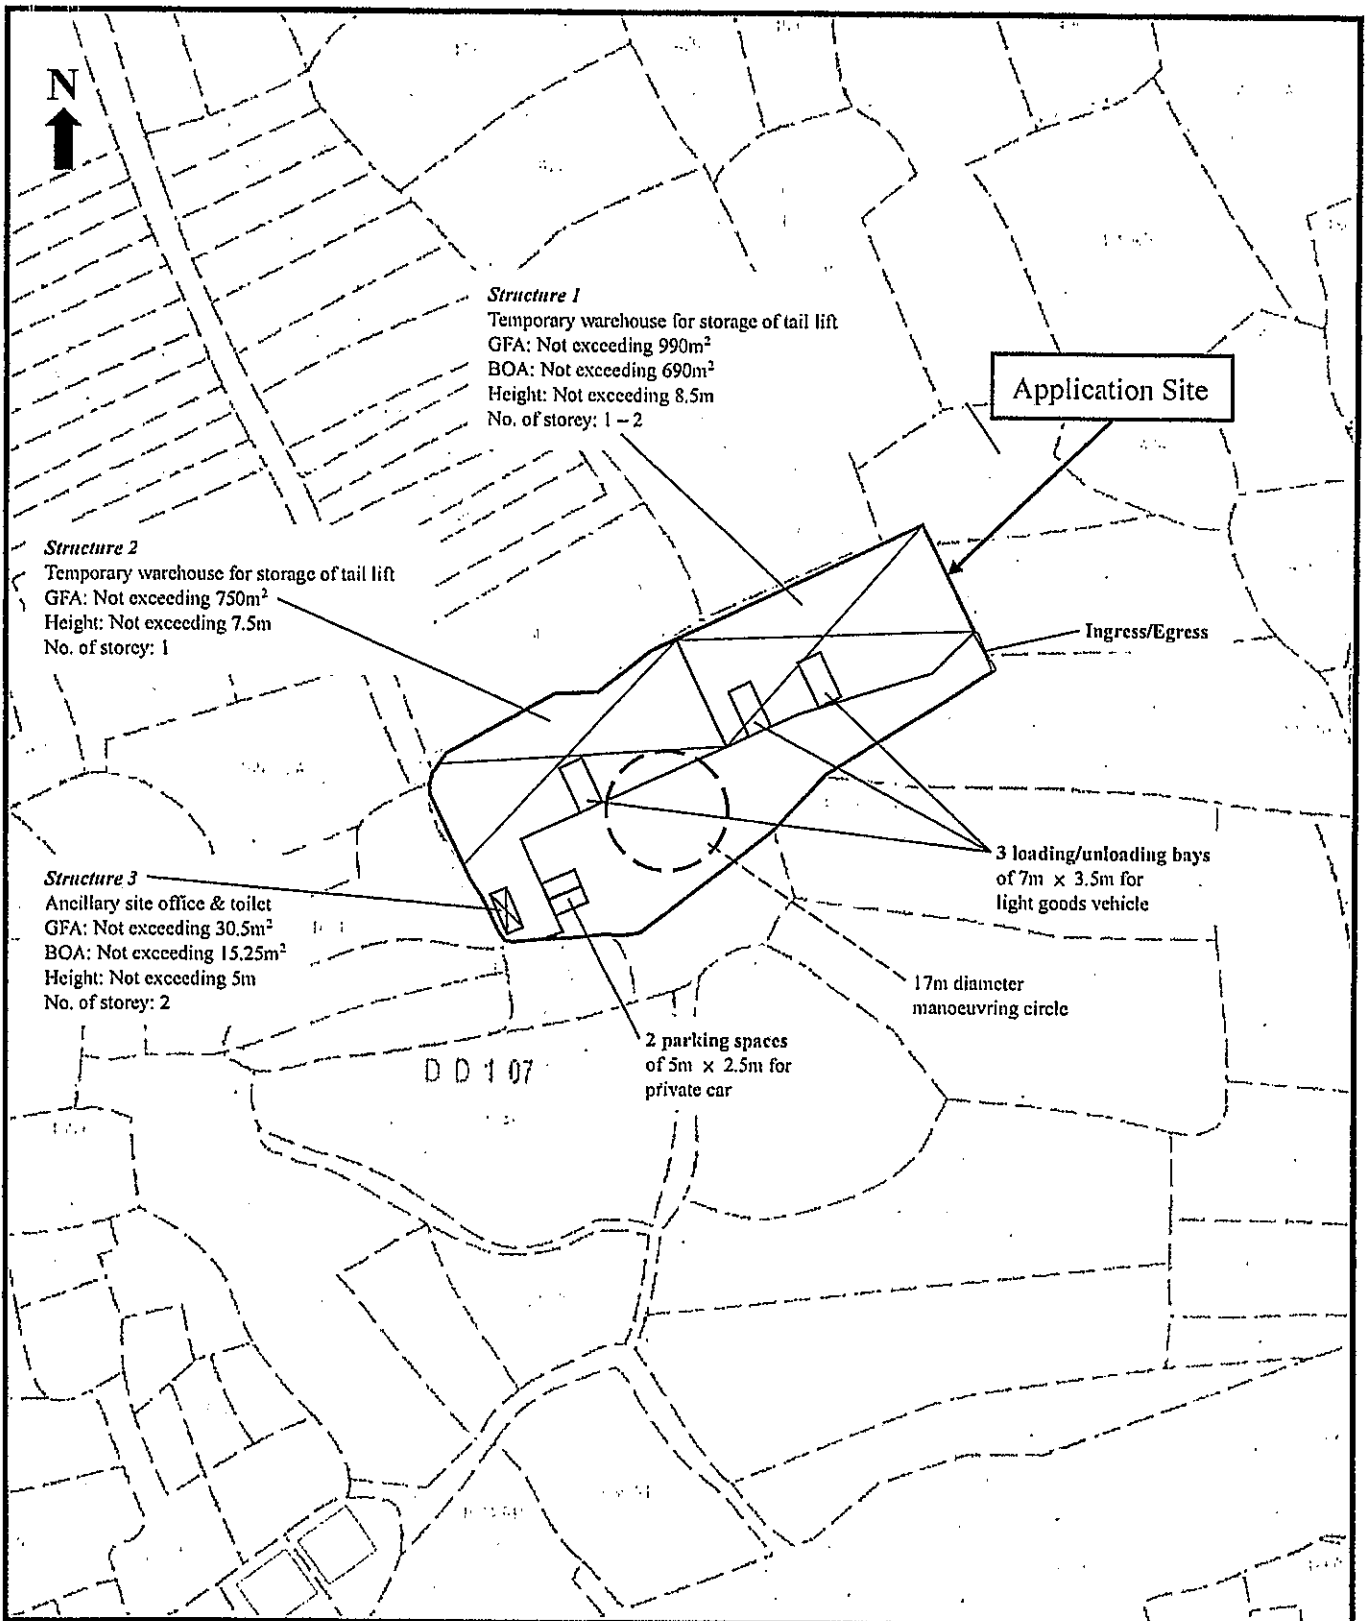 N
Structure 1
Temporary warehouse for storage of tail lift
GFA: Not exceeding 990m²
BOA: Not exceeding 690m²
Height: Not exceeding 8.5m
No. of storey: 1 – 2
Application Site
Structure 2
Temporary warehouse for storage of tail lift
GFA: Not exceeding 750m²
Height: Not exceeding 7.5m
No. of storey: 1
Ingress/Egress
Structure 3
Ancillary site office & toilet
GFA: Not exceeding 30.5m²
BOA: Not exceeding 15.25m²
Height: Not exceeding 5m
No. of storey: 2
3 loading/unloading bays
of 7m × 3.5m for
light goods vehicle
17m diameter
manoeuvring circle
2 parking spaces
of 5m × 2.5m for
private car
D D 1 07